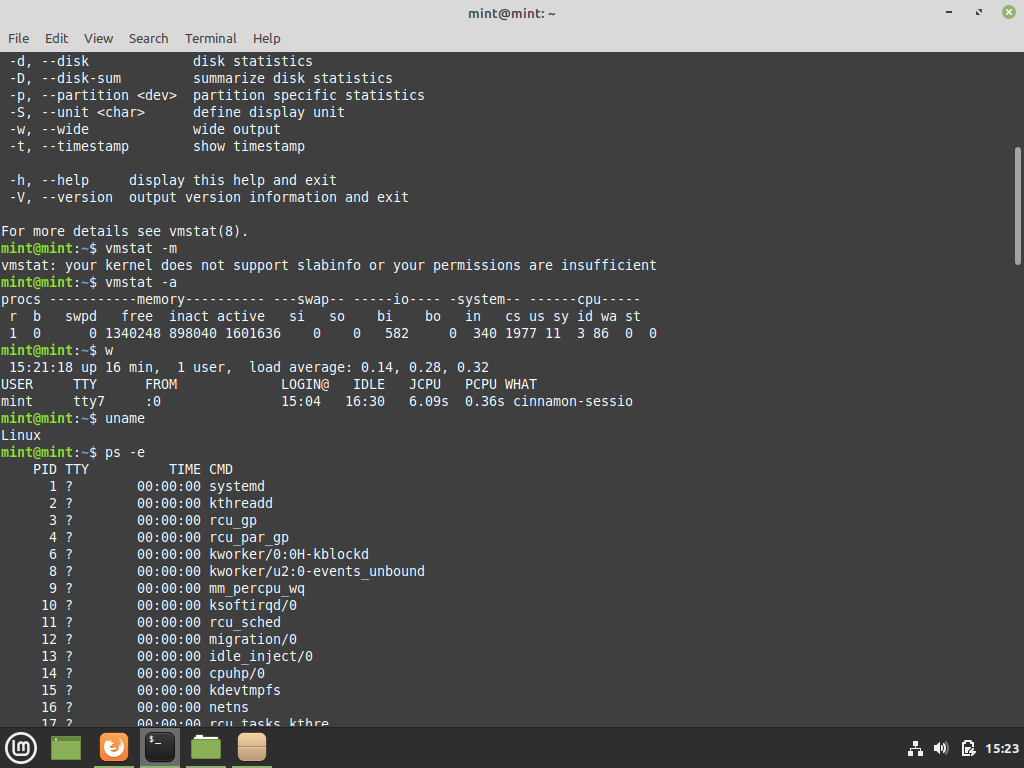 mint@mint: ~
File Edit View Search Terminal Help
-d, --disk             disk statistics
-D, --disk-sum         summarize disk statistics
-p, --partition <dev>  partition specific statistics
-S, --unit <char>      define display unit
-w, --wide             wide output
-t, --timestamp        show timestamp
-h, --help     display this help and exit
-V, --version  output version information and exit
For more details see vmstat(8).
mint@mint:~$ vmstat -m
vmstat: your kernel does not support slabinfo or your permissions are insufficient
mint@mint:~$ vmstat -a
procs -----------memory---------- ---swap-- -----io---- -system-- ------cpu-----
 r  b   swpd   free  inact active   si   so    bi    bo   in   cs us sy id wa st
 1  0      0 1340248 898040 1601636    0    0   582     0  340 1977 11  3 86  0  0
mint@mint:~$ w
 15:21:18 up 16 min,  1 user,  load average: 0.14, 0.28, 0.32
USER     TTY      FROM             LOGIN@   IDLE   JCPU   PCPU WHAT
mint     tty7     :0               15:04   16:30   6.09s  0.36s cinnamon-sessio
mint@mint:~$ uname
Linux
mint@mint:~$ ps -e
    PID TTY          TIME CMD
      1 ?        00:00:00 systemd
      2 ?        00:00:00 kthreadd
      3 ?        00:00:00 rcu_gp
      4 ?        00:00:00 rcu_par_gp
      6 ?        00:00:00 kworker/0:0H-kblockd
      8 ?        00:00:00 kworker/u2:0-events_unbound
      9 ?        00:00:00 mm_percpu_wq
     10 ?        00:00:00 ksoftirqd/0
     11 ?        00:00:00 rcu_sched
     12 ?        00:00:00 migration/0
     13 ?        00:00:00 idle_inject/0
     14 ?        00:00:00 cpuhp/0
     15 ?        00:00:00 kdevtmpfs
     16 ?        00:00:00 netns
     17 ?        00:00:00 rcu_tasks_kthre
15:23